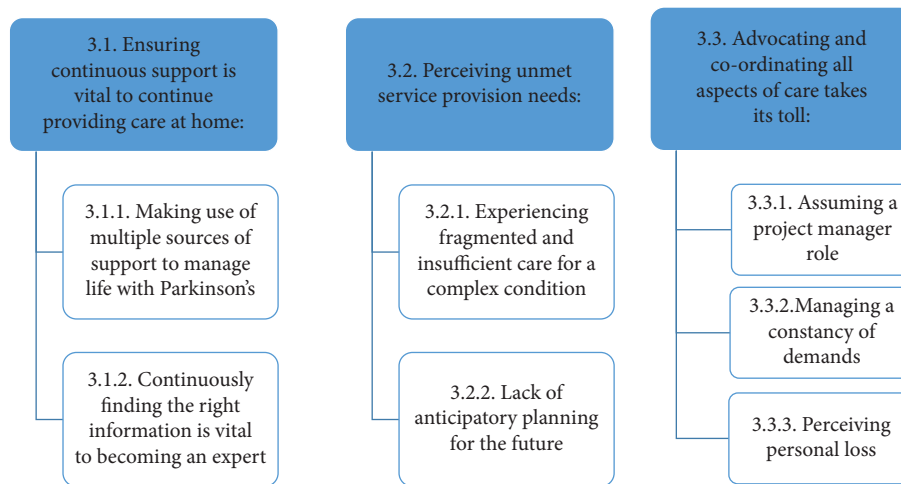 3.1. Ensuring
continuous support is
vital to continue
providing care at home:
3.1.1. Making use of
multiple sources of
support to manage
life with Parkinson's
3.1.2. Continuously
finding the right
information is vital
to becoming an expert
3.2. Perceiving unmet
service provision needs:
3.2.1. Experiencing
fragmented and
insufficient care for a
complex condition
3.2.2. Lack of
anticipatory planning
for the future
3.3. Advocating and
co-ordinating all
aspects of care takes
its toll:
3.3.1. Assuming a
project manager
role
3.3.2.Managing a
constancy of
demands
3.3.3. Perceiving
personal loss